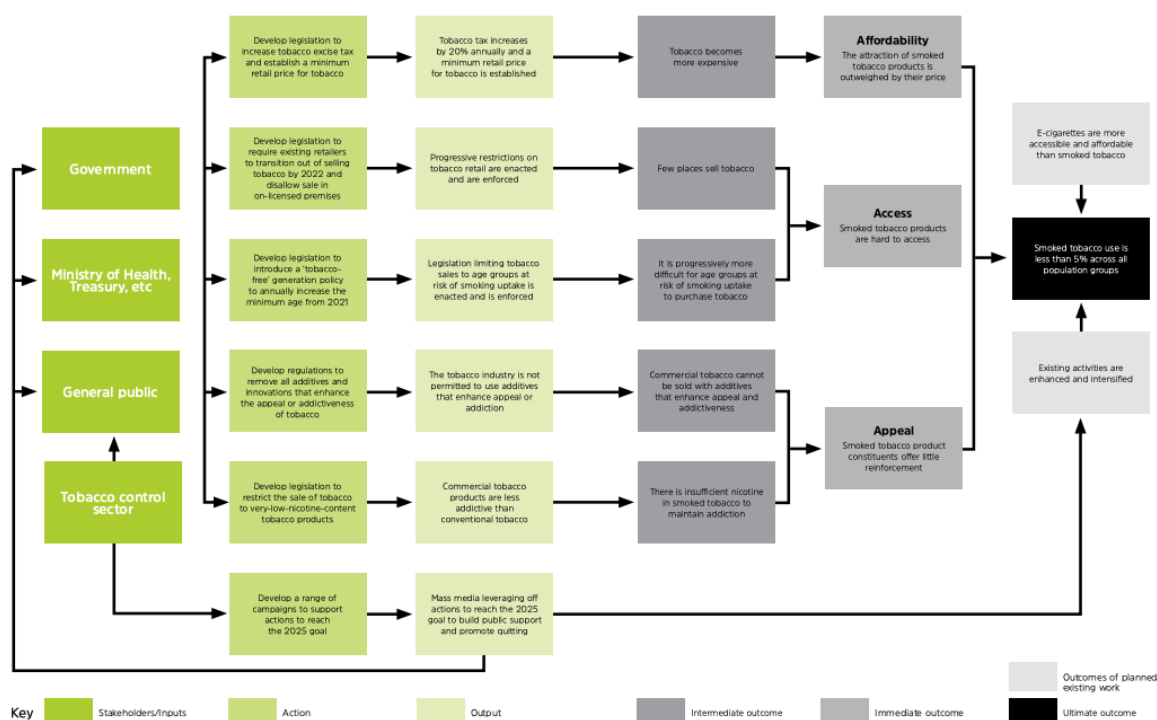 Develop legislation to
increase tobacco excise tax
and establish a minimum
retail price for tobacco
Tobacco tax increases
by 20% annually and a
minimum retail price
for tobacco is established
Tobacco becomes
more expensive
Affordability
The attraction of smoked
tobacco products is
outweighed by their price
Government
Develop legislation to
require existing retailers
to transition out of selling
tobacco by 2022 and
disallow sale in
on-licensed premises
Progressive restrictions on
tobacco retail are enacted
and are enforced
Few places sell tobacco
Access
Smoked tobacco products
are hard to access
E-cigarettes are more
accessible and affordable
than smoked tobacco
Ministry of Health,
Treasury, etc
Develop legislation to
introduce a 'tobacco-
free' generation policy
to annually increase the
minimum age from 2021
Legislation limiting tobacco
sales to age groups at
risk of smoking uptake
is enacted and is enforced
It is progressively more
difficult for age groups at
risk of smoking uptake
to purchase tobacco
Smoked tobacco use is
less than 5% across all
population groups
General public
Develop regulations to
remove all additives and
innovations that enhance
the appeal or addictiveness
of tobacco
The tobacco industry is not
permitted to use additives
that enhance appeal or
addiction
Commercial tobacco cannot
be sold with additives
that enhance appeal and
addictiveness
Appeal
Smoked tobacco product
constituents offer little
reinforcement
Existing activities are
enhanced and intensified
Tobacco control
sector
Develop legislation to
restrict the sale of tobacco
to very-low-nicotine-content
tobacco products
Commercial tobacco
products are less
addictive than
conventional tobacco
There is insufficient nicotine
in smoked tobacco to
maintain addiction
Develop a range of
campaigns to support
actions to reach
the 2025 goal
Mass media leveraging off
actions to reach the 2025
goal to build public support
and promote quitting
Key
Stakeholders/Inputs
Action
Output
Intermediate outcome
Immediate outcome
Outcomes of planned
existing work
Ultimate outcome